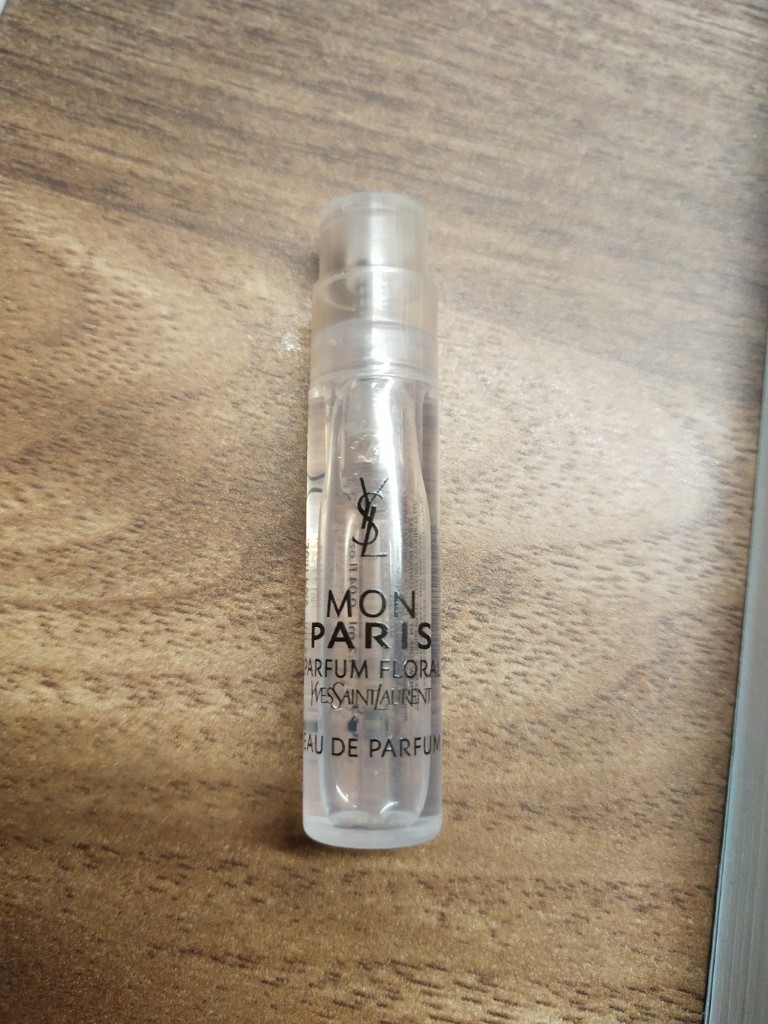 YSL
MON
PARIS
PARFUM FLORAL
YVES SAINT LAURENT
EAU DE PARFUM